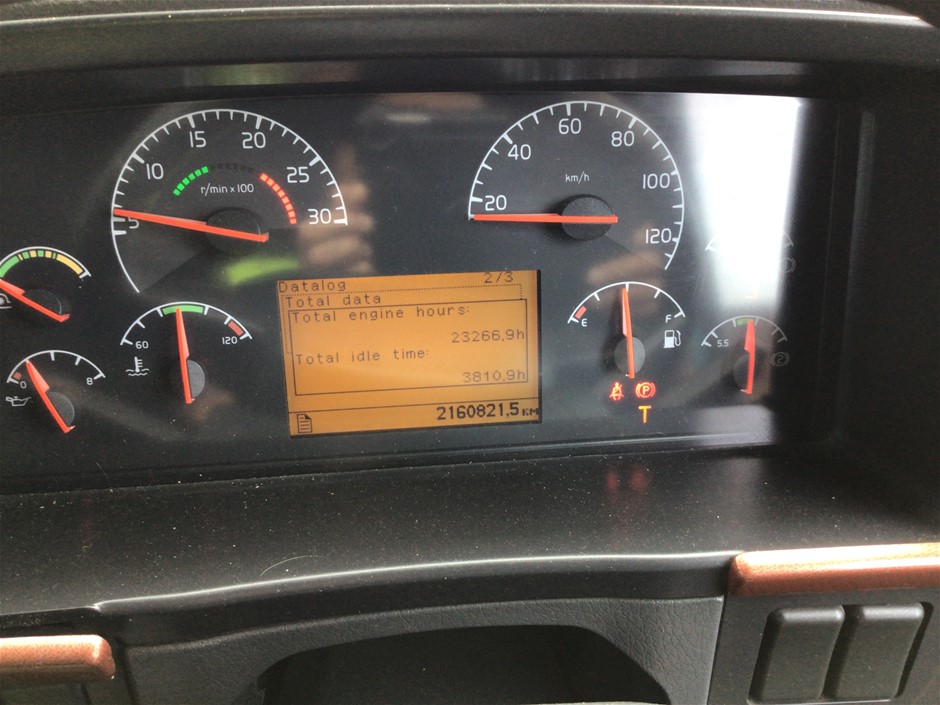 15 20
10 25
r/min x 100
5 30
60
40 80
km/h
20 100
120
Datalog 2/3
Total data
Total engine hours:
23266,9h
Total idle time:
3810,9h
2160821,5 KM
60 120
0 8
E F
P
T
5.5
2